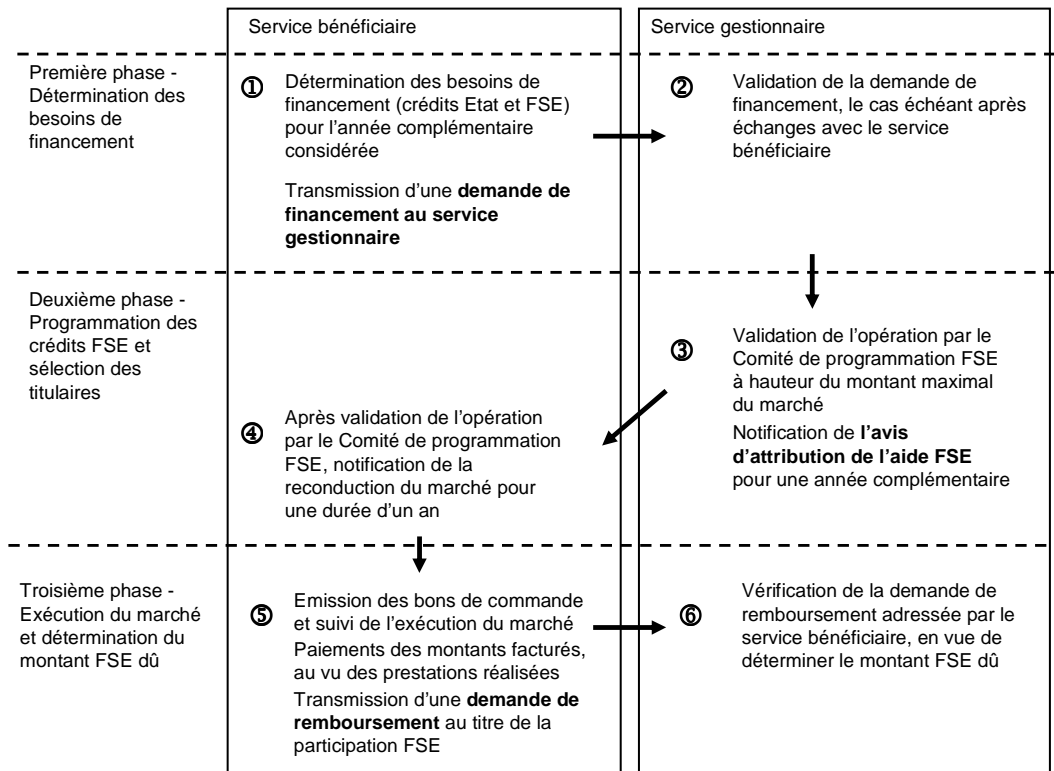 Service bénéficiaire
Service gestionnaire
Première phase -
Détermination des
besoins de
financement
①
Détermination des besoins de
financement (crédits Etat et FSE)
pour l’année complémentaire
considérée
Transmission d’une demande de
financement au service
gestionnaire
②
Validation de la demande de
financement, le cas échéant après
échanges avec le service
bénéficiaire
Deuxième phase -
Programmation des
crédits FSE et
sélection des
titulaires
③
Validation de l’opération par le
Comité de programmation FSE
à hauteur du montant maximal
du marché
Notification de l’avis
d’attribution de l’aide FSE
pour une année complémentaire
④
Après validation de l’opération
par le Comité de programmation
FSE, notification de la
reconduction du marché pour
une durée d’un an
Troisième phase -
Exécution du marché
et détermination du
montant FSE dû
⑤
Emission des bons de commande
et suivi de l’exécution du marché
Paiements des montants facturés,
au vu des prestations réalisées
Transmission d’une demande de
remboursement au titre de la
participation FSE
⑥
Vérification de la demande de
remboursement adressée par le
service bénéficiaire, en vue de
déterminer le montant FSE dû